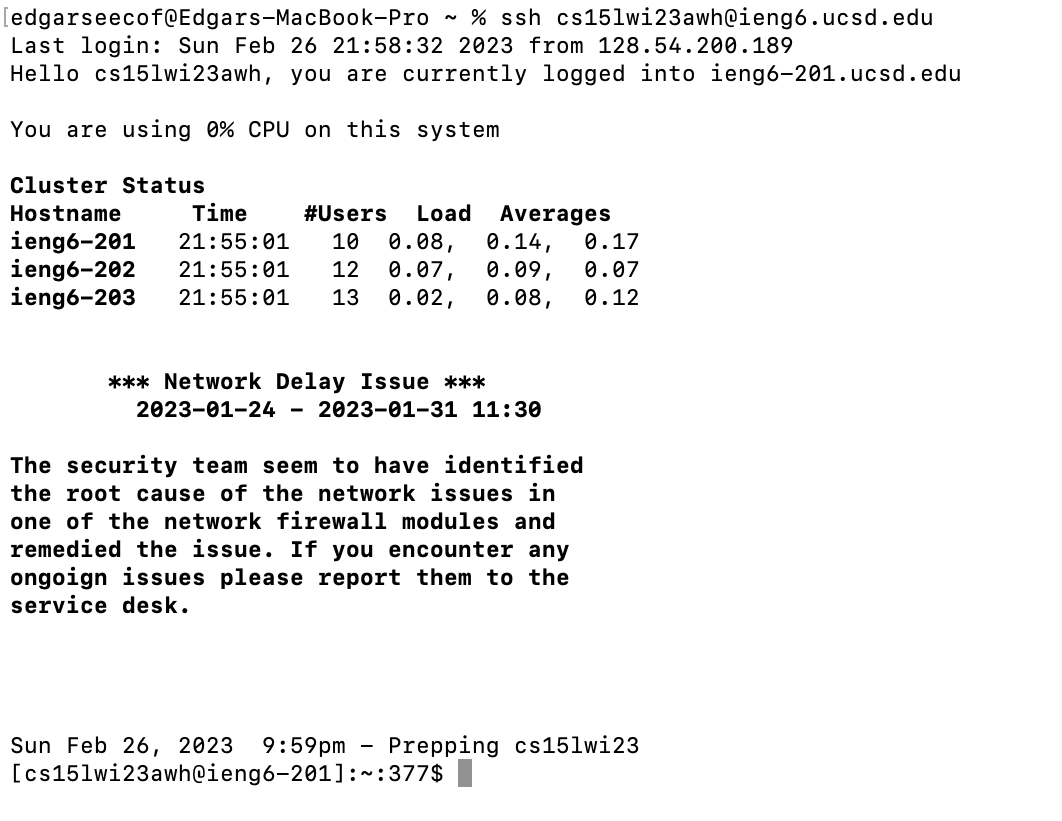 [edgarseecof@Edgars-MacBook-Pro ~ % ssh cs15lwi23awh@ieng6.ucsd.edu
Last login: Sun Feb 26 21:58:32 2023 from 128.54.200.189
Hello cs15lwi23awh, you are currently logged into ieng6-201.ucsd.edu
You are using 0% CPU on this system
Cluster Status
Hostname     Time    #Users  Load  Averages
ieng6-201   21:55:01   10  0.08,  0.14,  0.17
ieng6-202   21:55:01   12  0.07,  0.09,  0.07
ieng6-203   21:55:01   13  0.02,  0.08,  0.12
*** Network Delay Issue ***
2023-01-24 - 2023-01-31 11:30
The security team seem to have identified
the root cause of the network issues in
one of the network firewall modules and
remedied the issue. If you encounter any
ongoign issues please report them to the
service desk.
Sun Feb 26, 2023  9:59pm - Prepping cs15lwi23
[cs15lwi23awh@ieng6-201]:~:377$